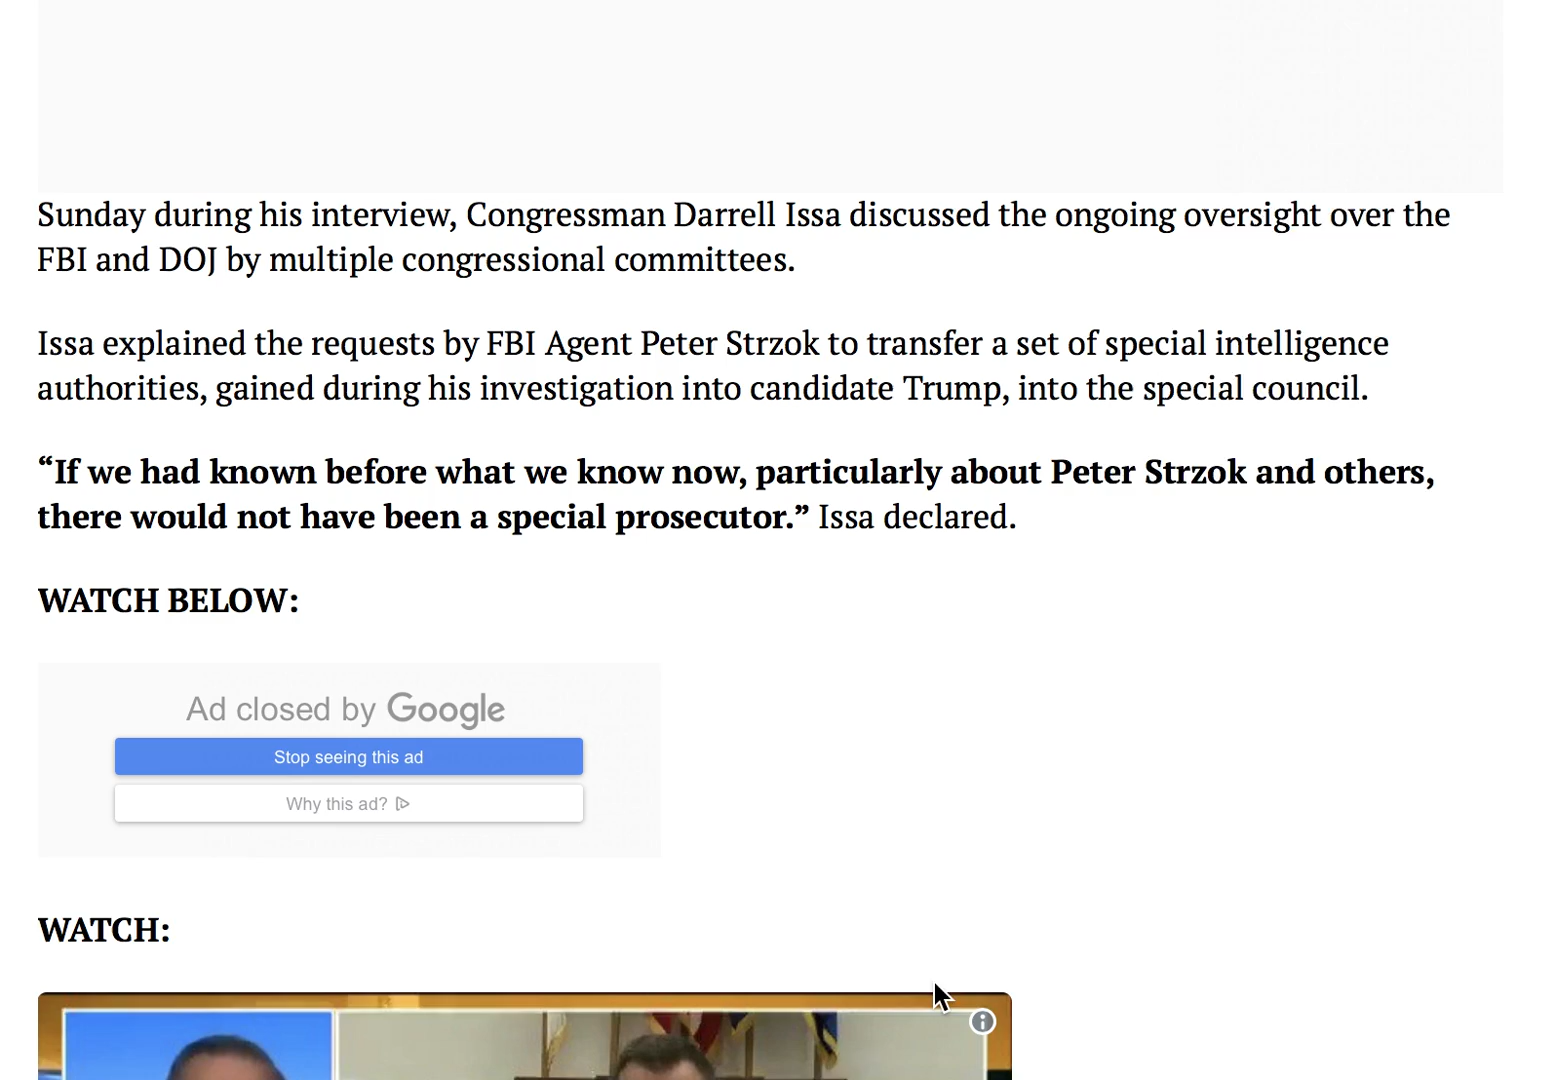 Sunday during his interview, Congressman Darrell Issa discussed the ongoing oversight over the
FBI and DOJ by multiple congressional committees.
Issa explained the requests by FBI Agent Peter Strzok to transfer a set of special intelligence
authorities, gained during his investigation into candidate Trump, into the special council.
“If we had known before what we know now, particularly about Peter Strzok and others,
there would not have been a special prosecutor.” Issa declared.
WATCH BELOW:
Ad closed by Google
Stop seeing this ad
Why this ad?
WATCH: